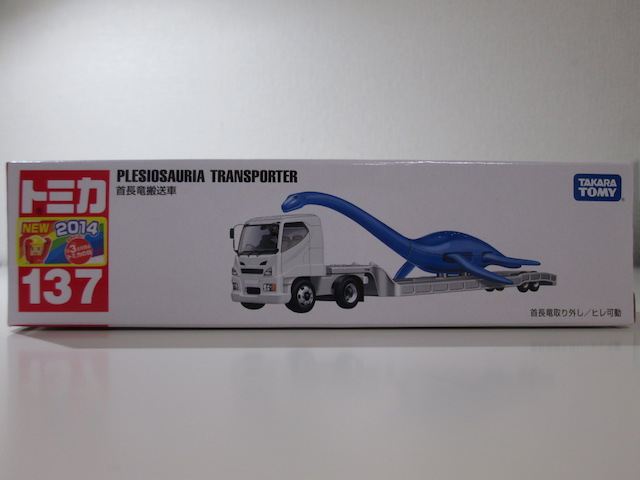 PLESIOSAURIA TRANSPORTER
首長竜搬送車
トミカ
NEW 2014
137
TAKARA
TOMY
首長竜取り外し／ヒレ可動